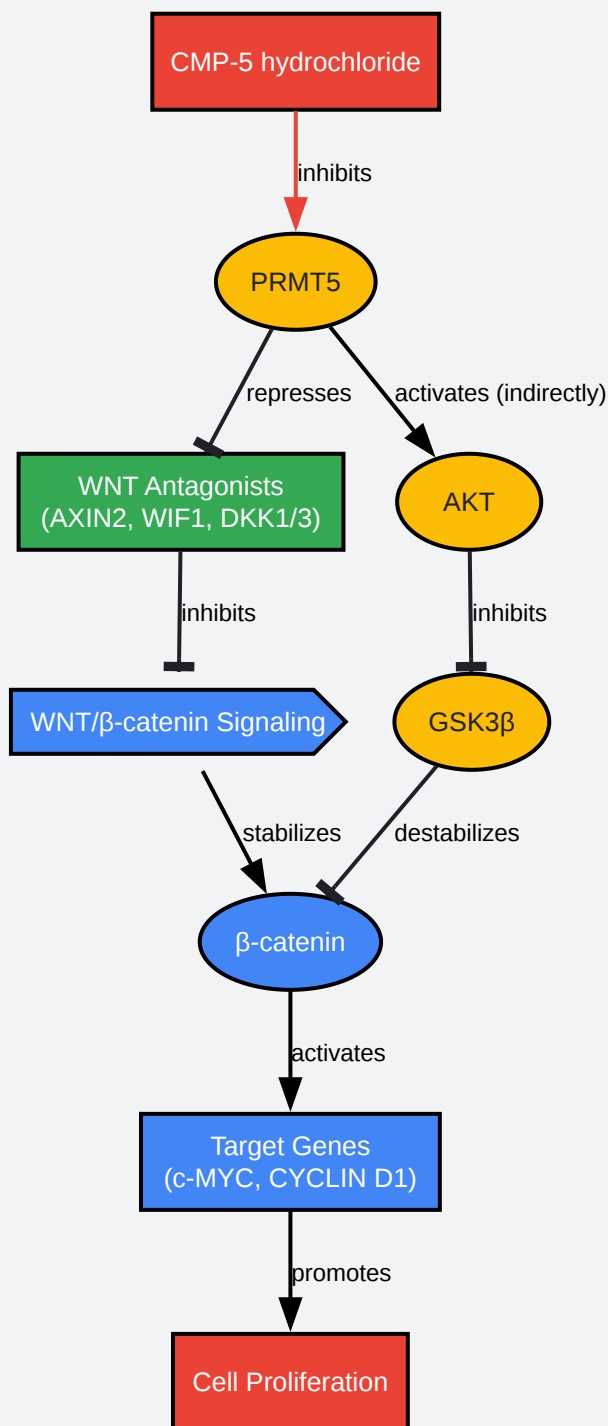 CMP-5 hydrochloride
inhibits
PRMT5
represses
activates (indirectly)
WNT Antagonists
(AXIN2, WIF1, DKK1/3)
AKT
inhibits
inhibits
WNT/β-catenin Signaling
GSK3β
stabilizes
destabilizes
β-catenin
activates
Target Genes
(c-MYC, CYCLIN D1)
promotes
Cell Proliferation